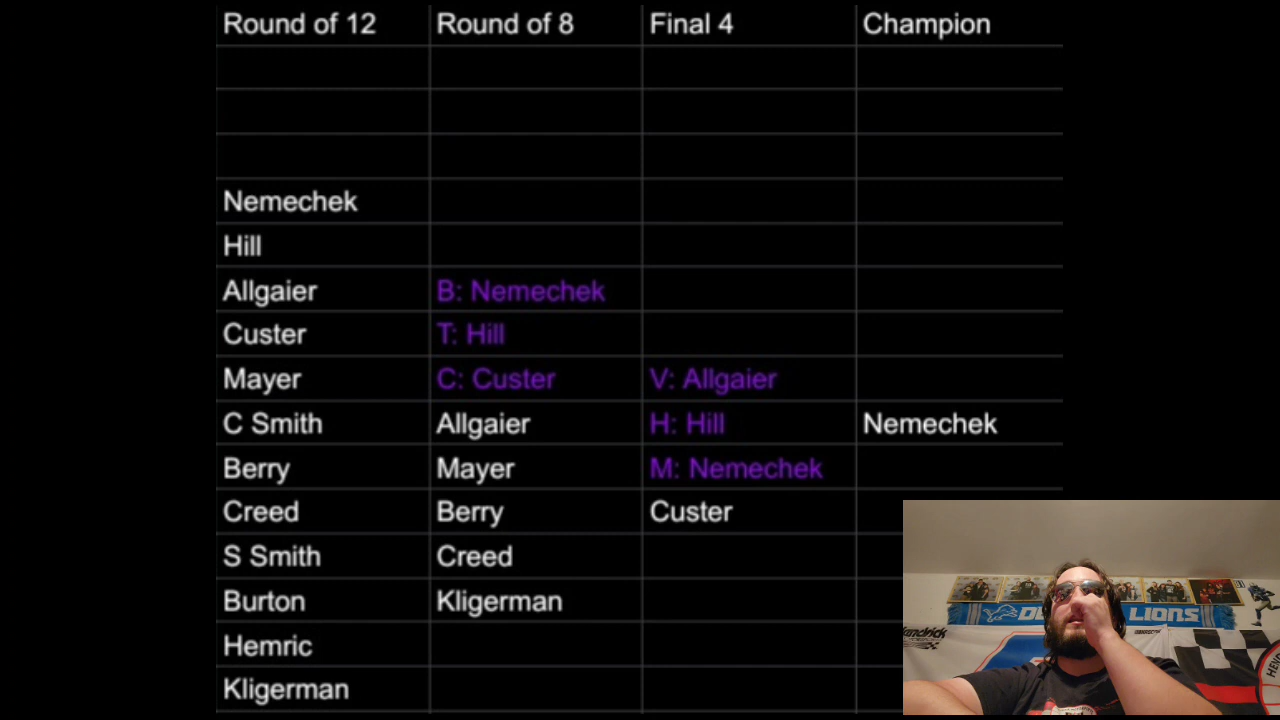 Round of 12 Round of 8 Final 4 Champion
Nemechek
Hill
Allgaier B: Nemechek
Custer T: Hill
Mayer C: Custer V: Allgaier
C Smith Allgaier H: Hill Nemechek
Berry Mayer M: Nemechek
Creed Berry Custer
S Smith Creed
Burton Kligerman
Hemric
Kligerman
LIONS